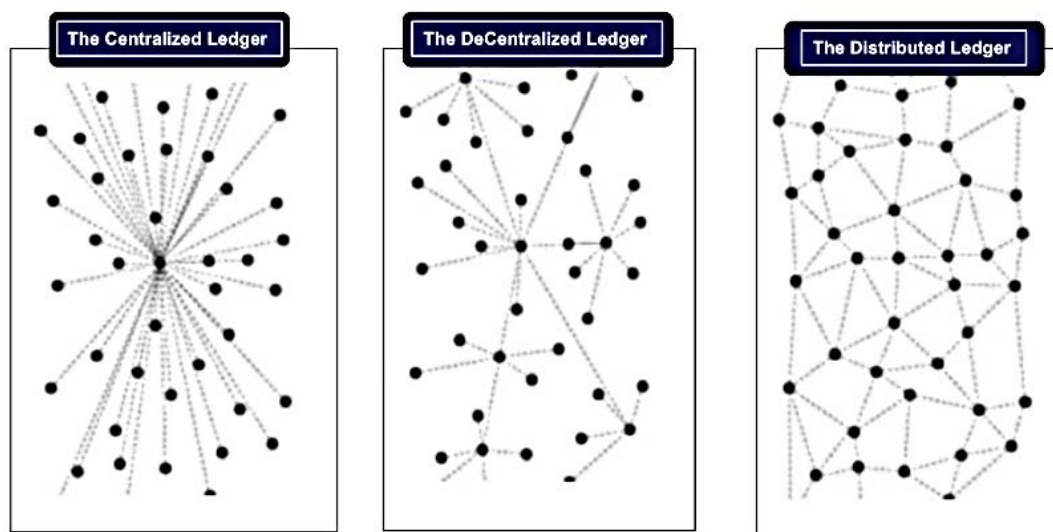 The Centralized Ledger
The DeCentralized Ledger
The Distributed Ledger